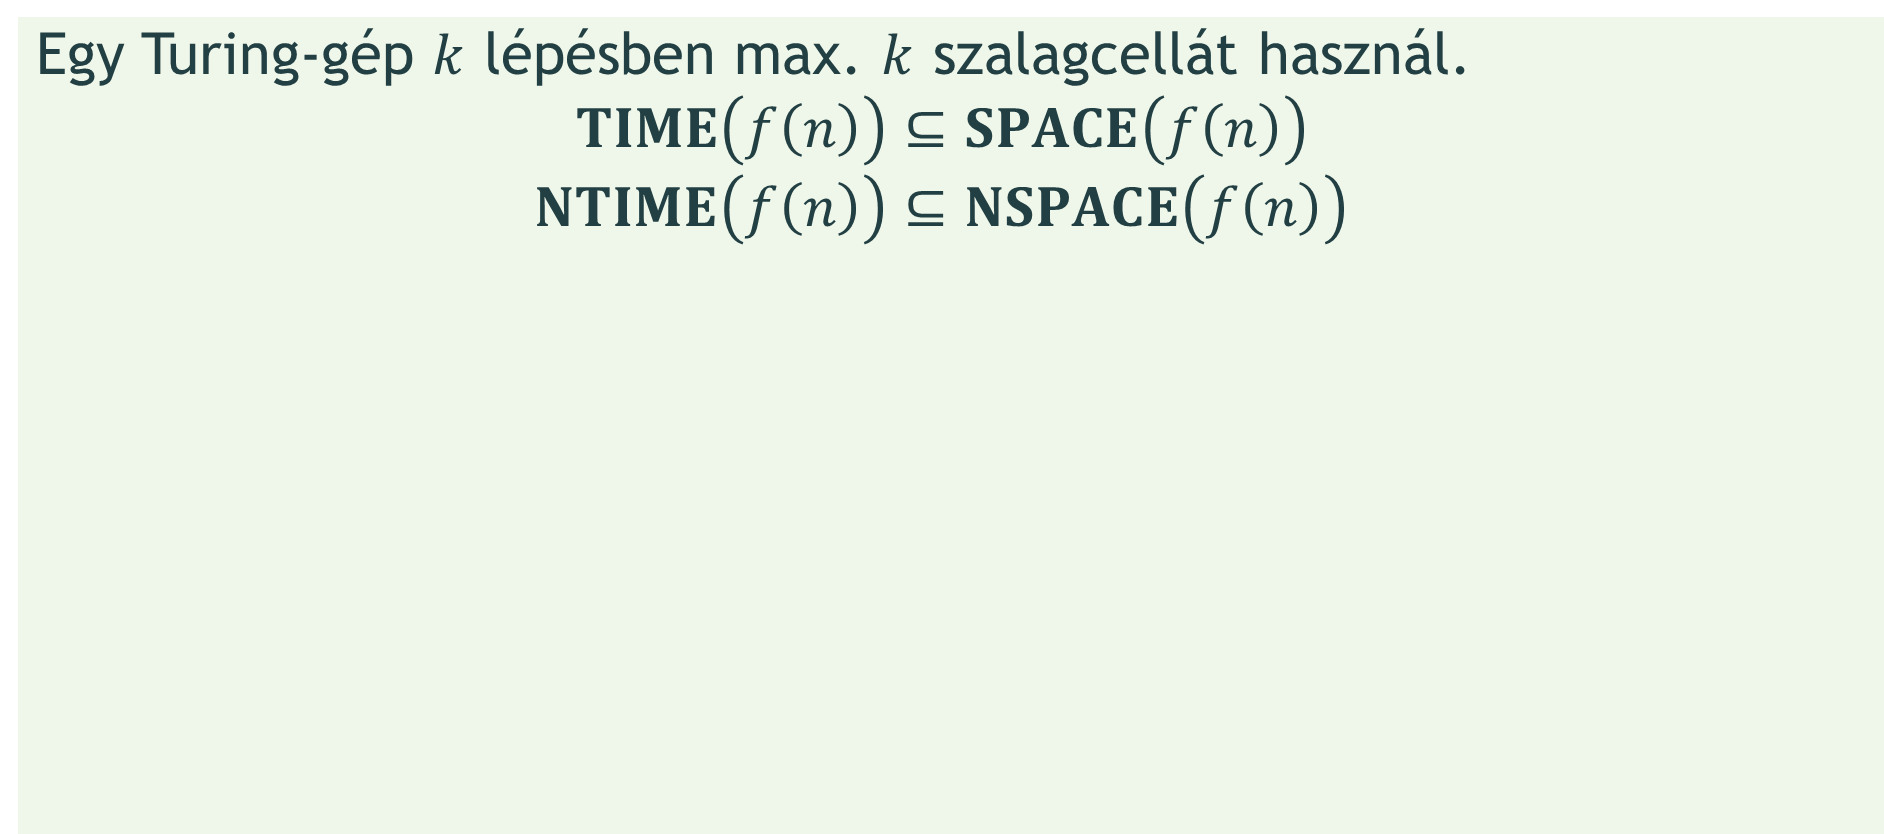 Egy Turing-gép k lépésben max. k szalagcellát használ.
TIME(f(n)) ⊆ SPACE(f(n))
NTIME(f(n)) ⊆ NSPACE(f(n))